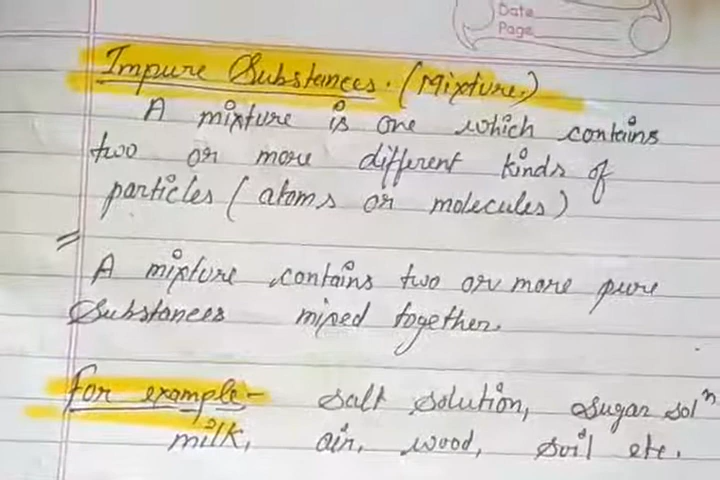 Date
Page
Impure Substances. (Mixture.)
A mixture is one which contains
two or more different kinds of
particles (atoms or molecules)
= A mixture contains two or more pure
Substances mixed together.
For example- salt solution, sugar solⁿ
milk, air, wood, soil etc.